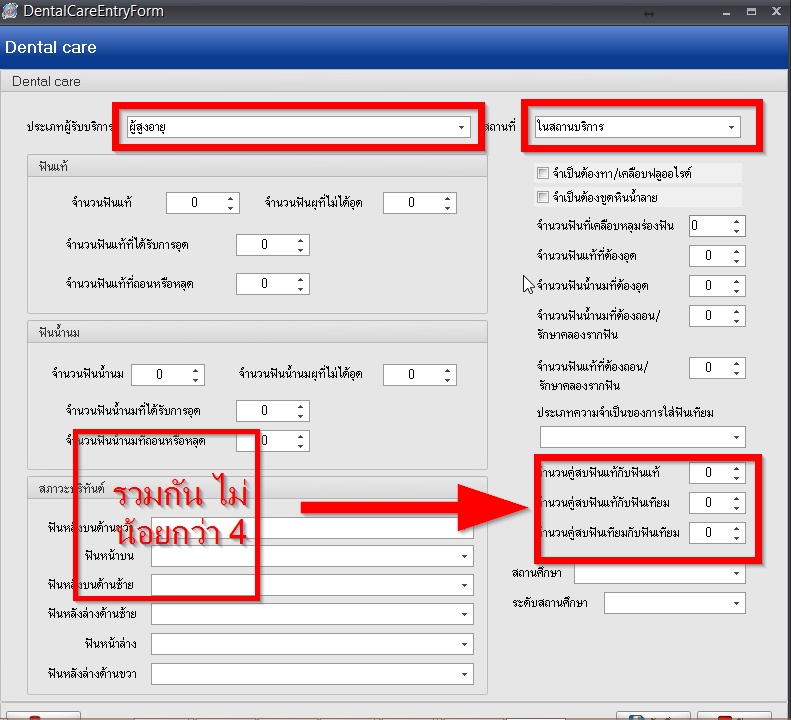 DentalCareEntryForm
Dental care
Dental care
ประเภทผู้รับบริการ ผู้สูงอายุ สถานที่ ในสถานบริการ
ฟันแท้
จำนวนฟันแท้ 0 จำนวนฟันผุที่ไม่ได้อุด 0
จำนวนฟันแท้ที่ได้รับการอุด 0
จำนวนฟันแท้ที่ถอนหรือหลุด 0
ฟันน้ำนม
จำนวนฟันน้ำนม 0 จำนวนฟันน้ำนมผุที่ไม่ได้อุด 0
จำนวนฟันน้ำนมที่ได้รับการอุด 0
จำนวนฟันน้ำนมที่ถอนหรือหลุด 0
สภาวะปริทันต์
รวมกัน ไม่
น้อยกว่า 4
ฟันหลังบนด้านขวา
ฟันหน้าบน
ฟันหลังบนด้านซ้าย
ฟันหลังล่างด้านซ้าย
ฟันหน้าล่าง
ฟันหลังล่างด้านขวา
จำเป็นต้องทา/เคลือบฟลูออไรด์
จำเป็นต้องขูดหินน้ำลาย
จำนวนฟันที่เคลือบหลุมร่องฟัน 0
จำนวนฟันแท้ที่ต้องอุด 0
จำนวนฟันน้ำนมที่ต้องอุด 0
จำนวนฟันน้ำนมที่ต้องถอน/ 0
รักษาคลองรากฟัน
จำนวนฟันแท้ที่ต้องถอน/ 0
รักษาคลองรากฟัน
ประเภทความจำเป็นของการใส่ฟันเทียม
จำนวนคู่สบฟันแท้กับฟันแท้ 0
จำนวนคู่สบฟันแท้กับฟันเทียม 0
จำนวนคู่สบฟันเทียมกับฟันเทียม 0
สถานศึกษา
ระดับสถานศึกษา